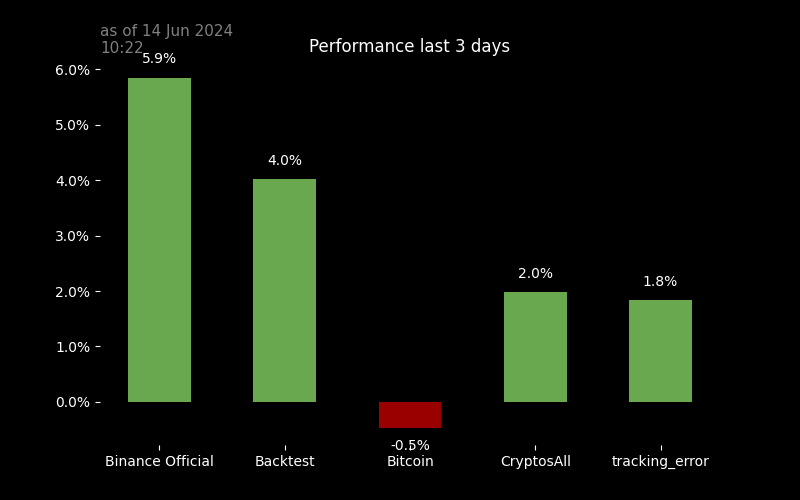 as of 14 Jun 2024
10:22
Performance last 3 days
6.0%
5.0%
4.0%
3.0%
2.0%
1.0%
0.0%
5.9%
4.0%
-0.5%
2.0%
1.8%
Binance Official
Backtest
Bitcoin
CryptosAll
tracking_error